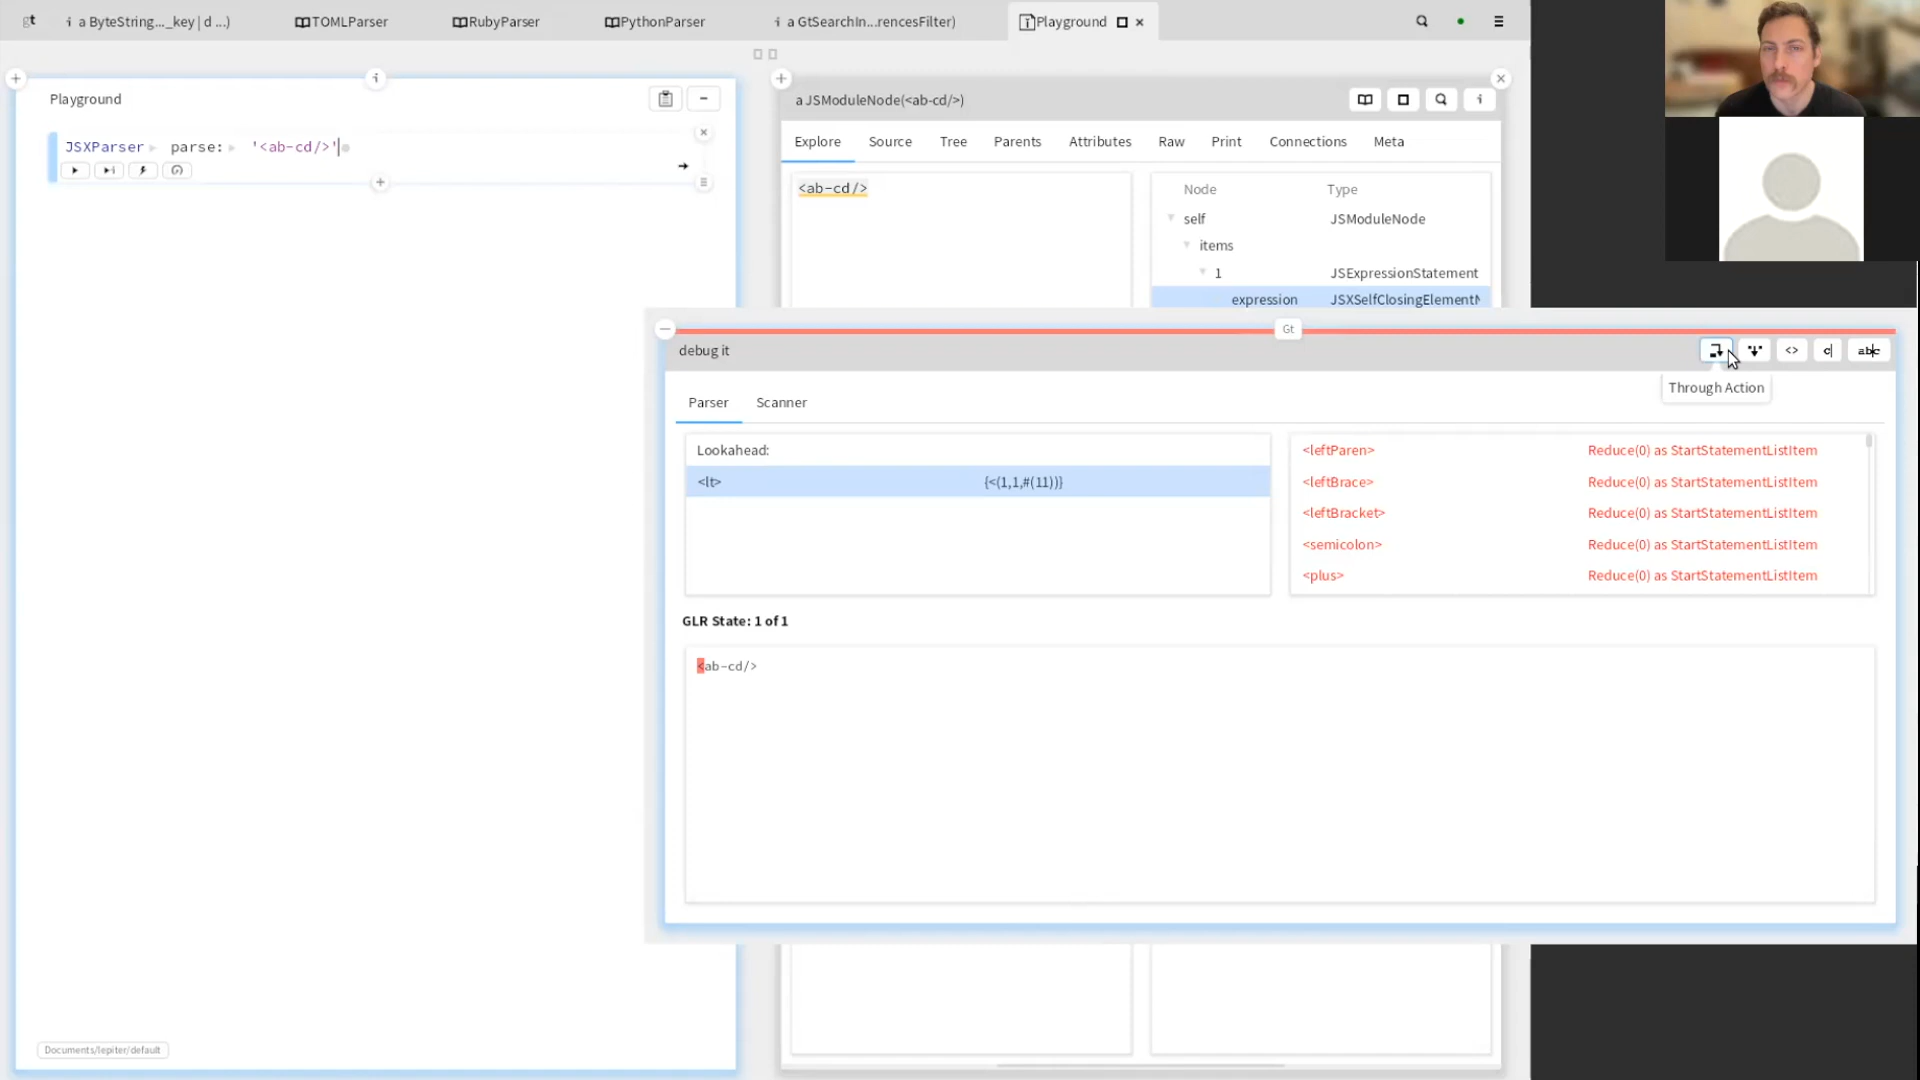 gt
i a ByteString..._key | d ...)
TOMLParser
RubyParser
PythonParser
i a GtSearchIn...rencesFilter)
Playground
i
Playground
JSXParser parse: '<ab-cd/>'
a JSModuleNode(<ab-cd/>)
i
Explore Source Tree Parents Attributes Raw Print Connections Meta
<ab-cd/>
Node Type
self JSModuleNode
items
1 JSExpressionStatement
expression JSXSelfClosingElementN
Gt
debug it
<> c| abc
Through Action
Parser Scanner
Lookahead:
<lt> {<(1,1,#(11))}
<leftParen> Reduce(0) as StartStatementListItem
<leftBrace> Reduce(0) as StartStatementListItem
<leftBracket> Reduce(0) as StartStatementListItem
<semicolon> Reduce(0) as StartStatementListItem
<plus> Reduce(0) as StartStatementListItem
GLR State: 1 of 1
<ab-cd/>
Documents/lepiter/default